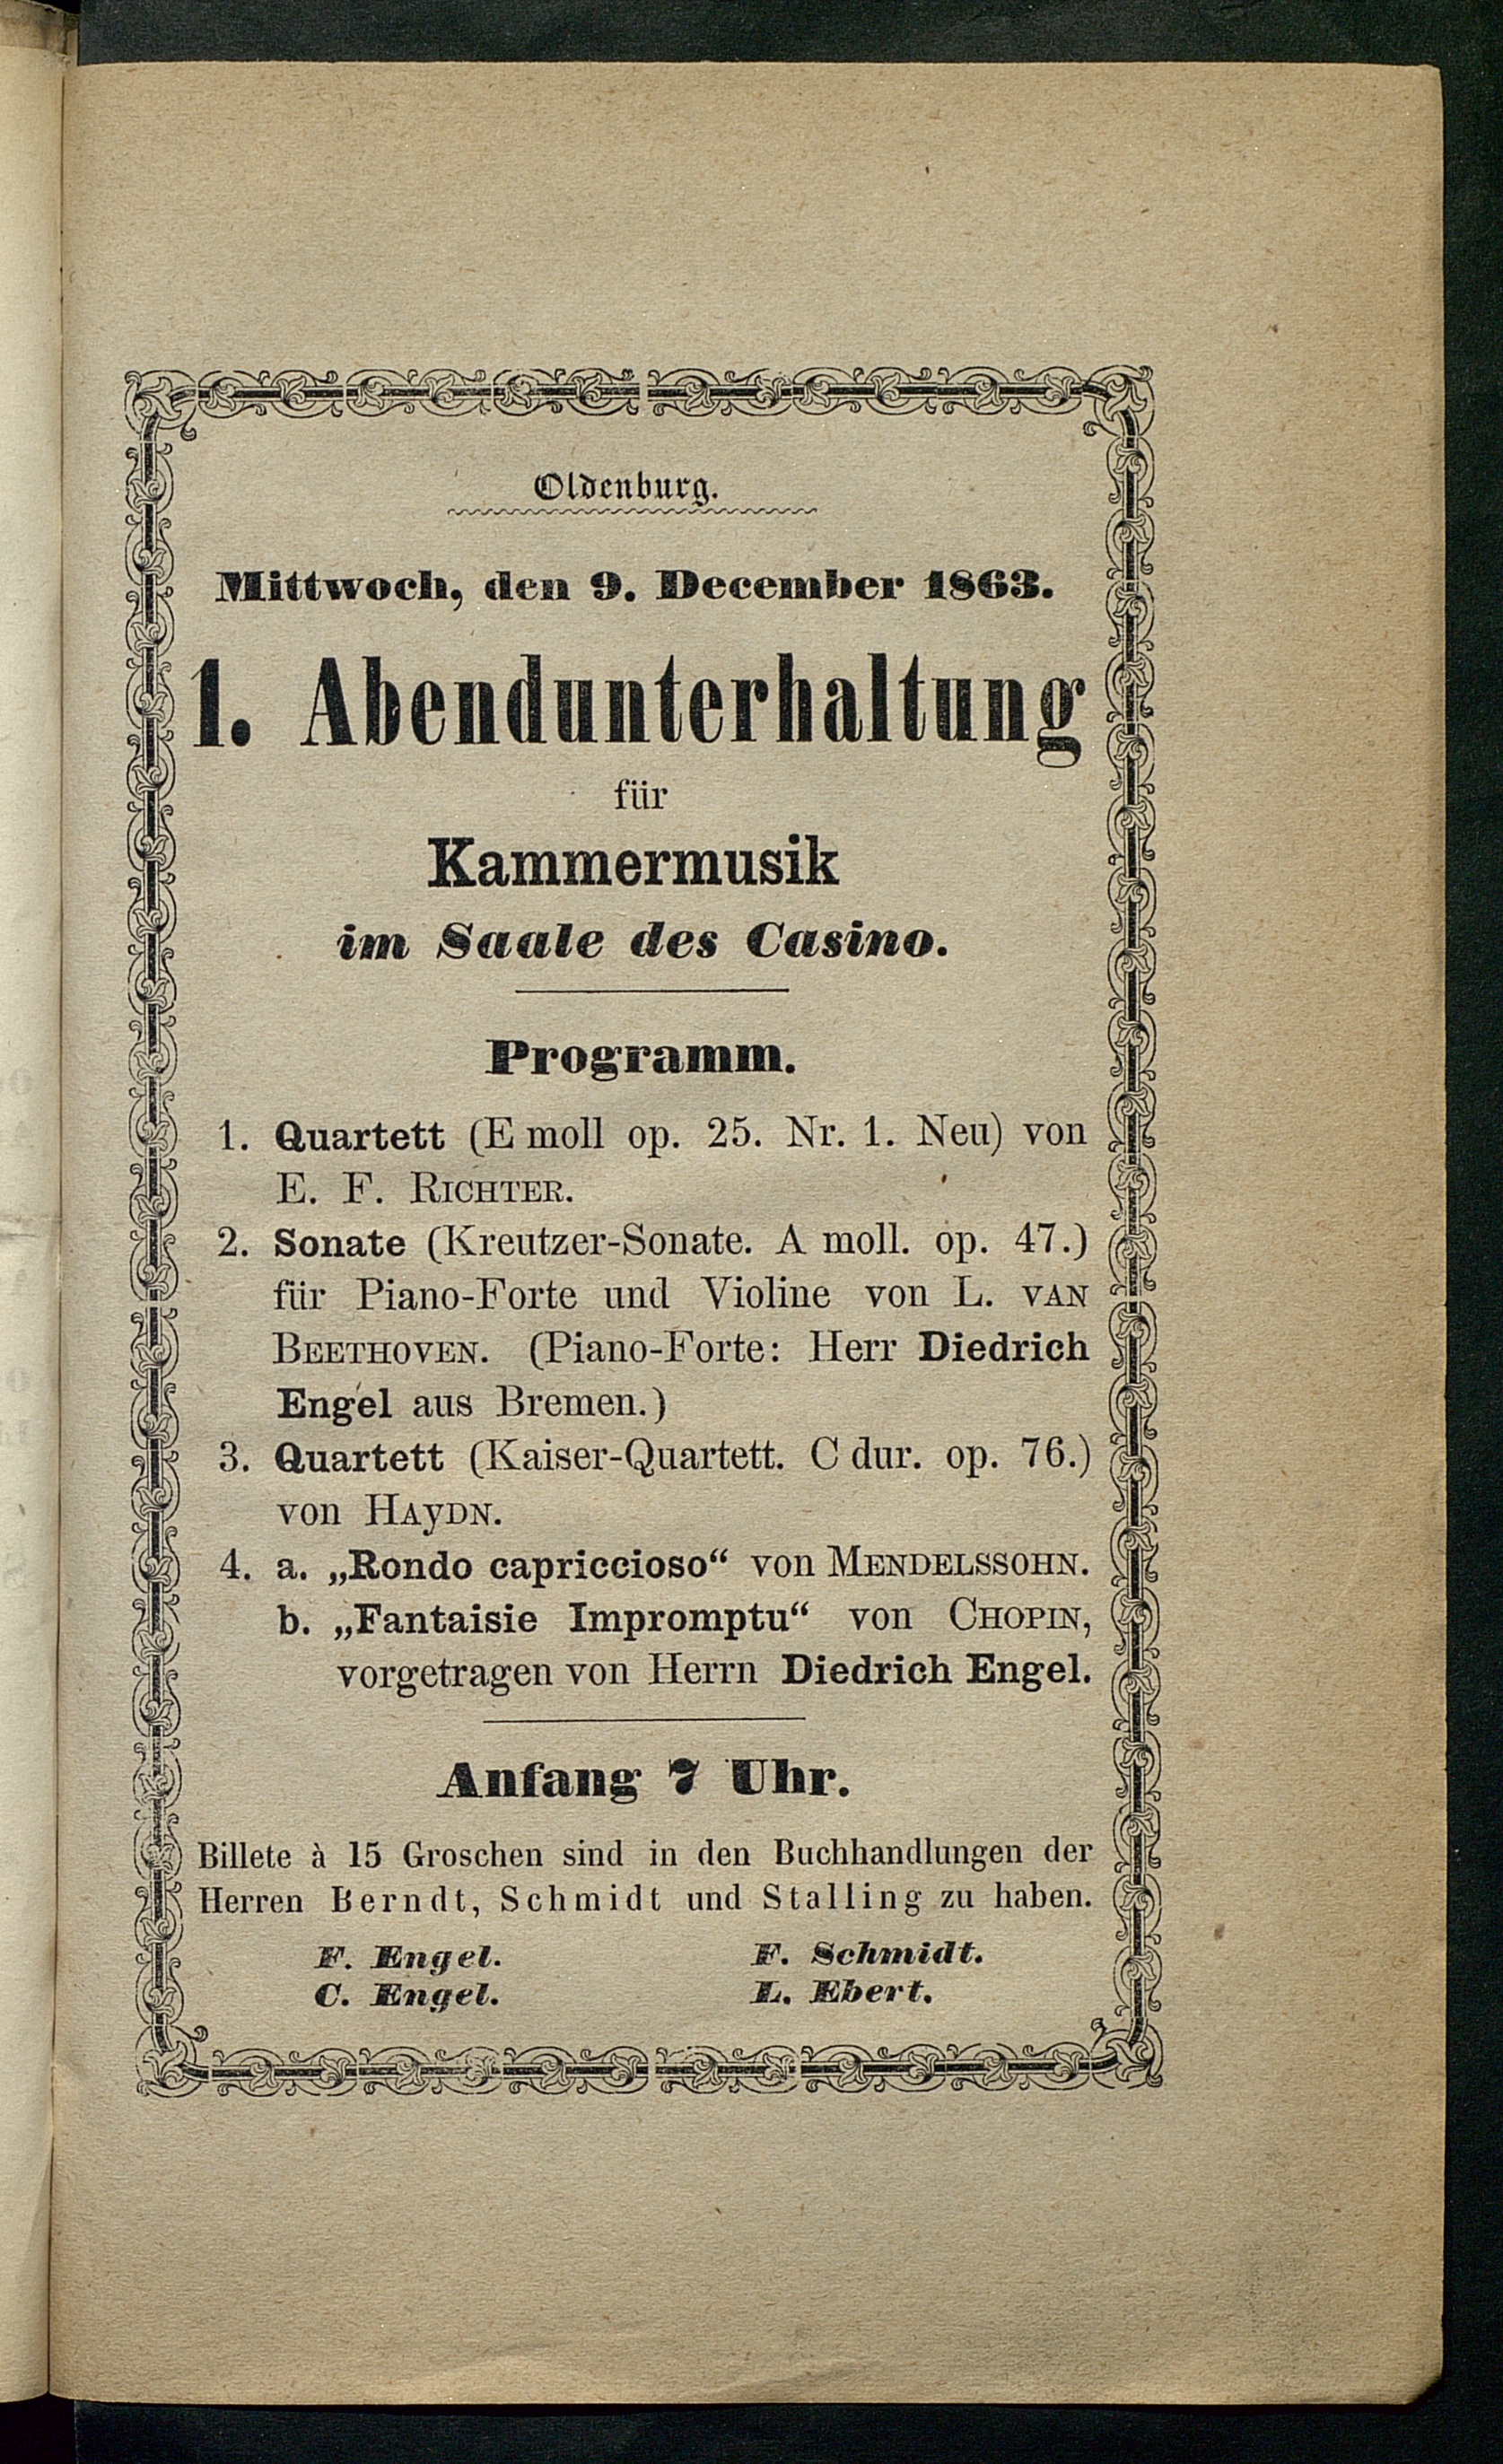 Oldenburg.
Mittwoch, den 9. December 1863.
1. Abendunterhaltung
für
Kammermusik
im Saale des Casino.
Programm.
1. Quartett (E moll op. 25. Nr. 1. Neu) von
E. F. RICHTER.
2. Sonate (Kreutzer-Sonate. A moll. op. 47.)
für Piano-Forte und Violine von L. VAN
BEETHOVEN. (Piano-Forte: Herr Diedrich
Engel aus Bremen.)
3. Quartett (Kaiser-Quartett. C dur. op. 76.)
von HAYDN.
4. a. „Rondo capriccioso“ von MENDELSSOHN.
b. „Fantaisie Impromptu“ von CHOPIN,
vorgetragen von Herrn Diedrich Engel.
Anfang 7 Uhr.
Billete à 15 Groschen sind in den Buchhandlungen der
Herren Berndt, Schmidt und Stalling zu haben.
F. Engel. F. Schmidt.
C. Engel. L. Ebert.